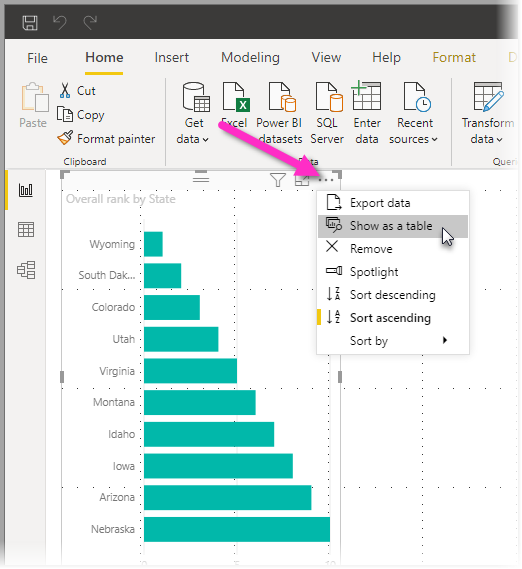 File Home Insert Modeling View Help Format D
Paste
Cut
Copy
Format painter
Clipboard
Get data
Excel
Power BI datasets
SQL Server
Enter data
Recent sources
Data
Transform data
Overall rank by State
Export data
Show as a table
Remove
Spotlight
Sort descending
Sort ascending
Sort by
Wyoming
South Dak...
Colorado
Utah
Virginia
Montana
Idaho
Iowa
Arizona
Nebraska